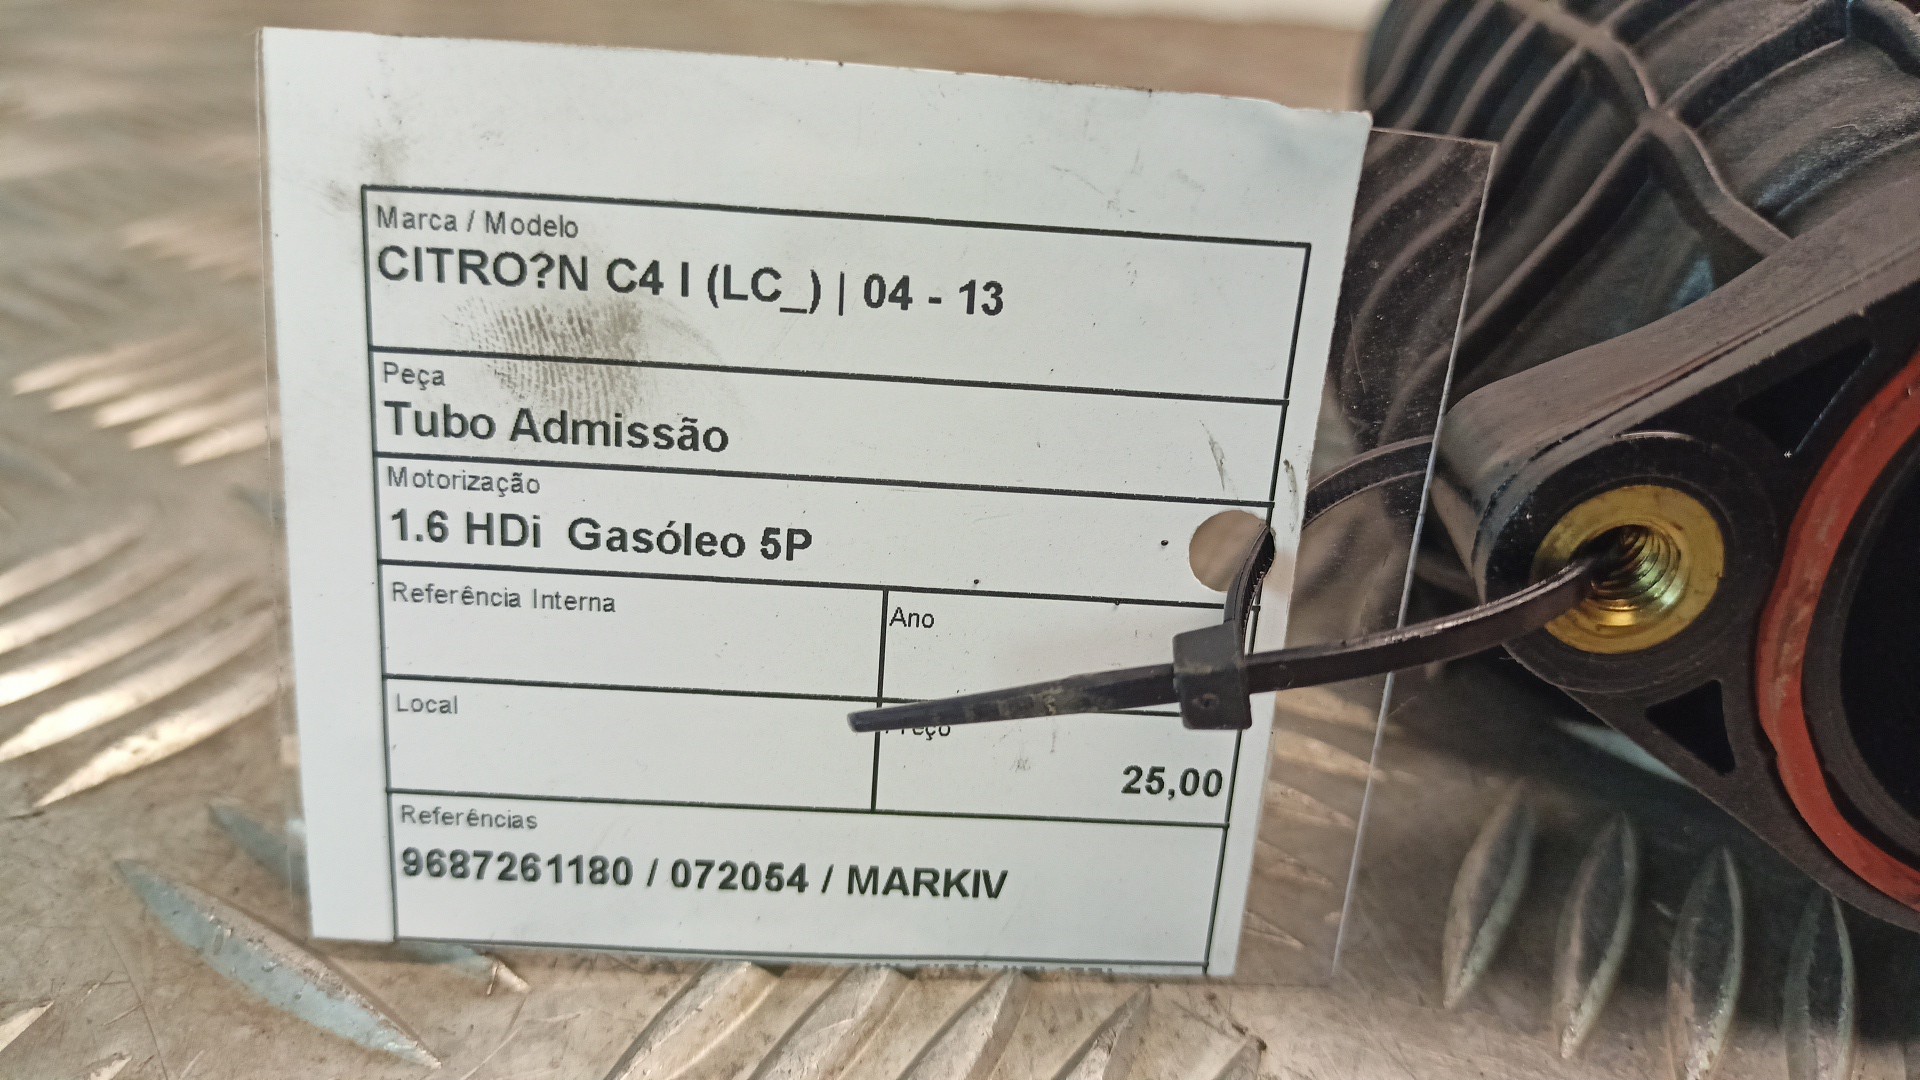 Marca / Modelo
CITRO?N C4 I (LC_) | 04 - 13
Peça
Tubo Admissão
Motorização
1.6 HDi Gasóleo 5P
Referência Interna
Ano
Local
25,00
Referências
9687261180 / 072054 / MARKIV